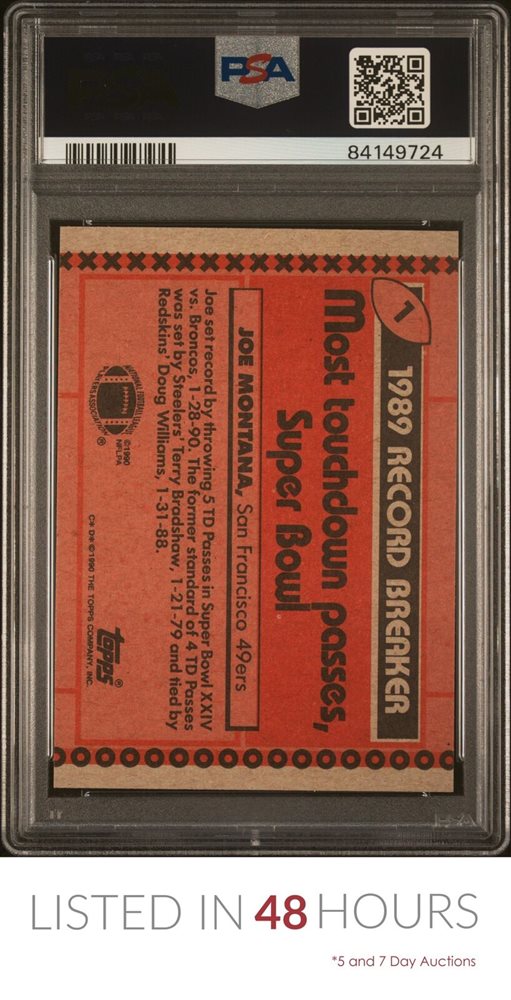 PSA
84149724
1
1989 RECORD BREAKER
Most touchdown passes,
Super Bowl
JOE MONTANA, San Francisco 49ers
Joe set record by throwing 5 TD Passes in Super Bowl XXIV
vs. Broncos, 1-28-90. The former standard of 4 TD Passes
was set by Steelers' Terry Bradshaw, 1-21-79 and tied by
Redskins' Doug Williams, 1-31-88.
©1990
NFLPA
®
topps®
C* D* © 1990 THE TOPPS COMPANY, INC.
PSA
LISTED IN 48 HOURS
*5 and 7 Day Auctions